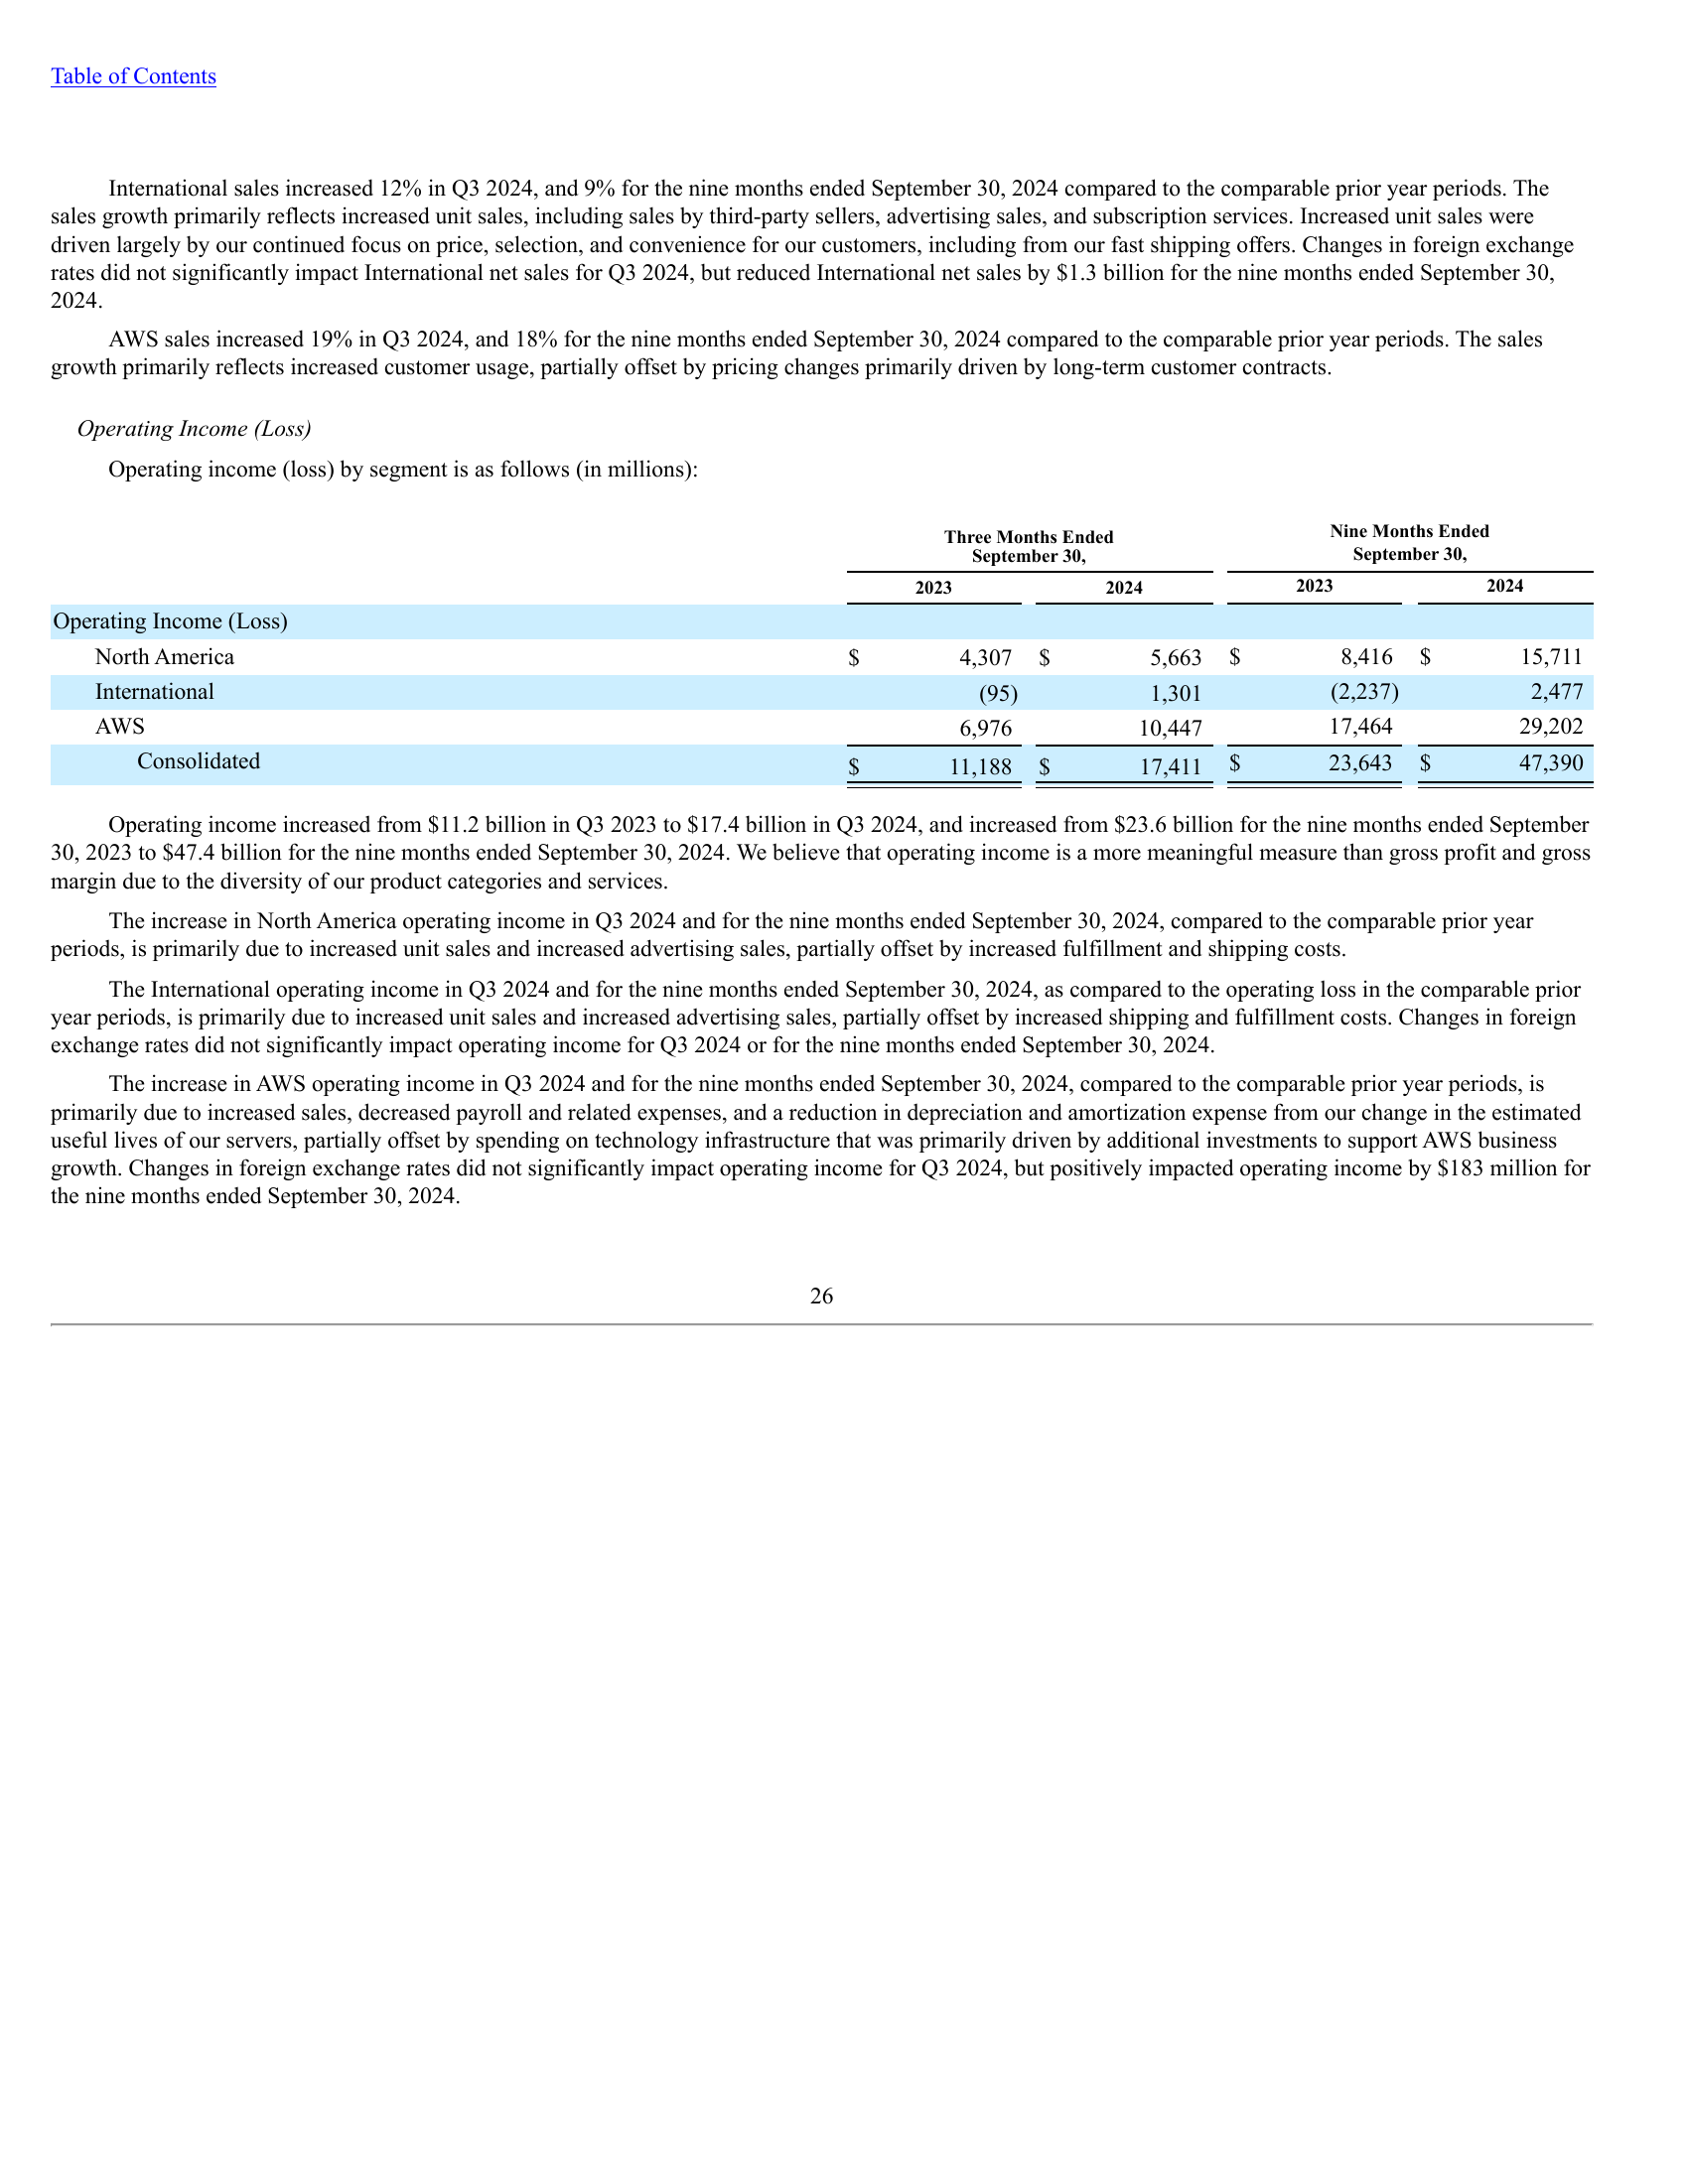 Table of Contents
International sales increased 12% in Q3 2024, and 9% for the nine months ended September 30, 2024 compared to the comparable prior year periods. The
sales growth primarily reflects increased unit sales, including sales by third-party sellers, advertising sales, and subscription services. Increased unit sales were
driven largely by our continued focus on price, selection, and convenience for our customers, including from our fast shipping offers. Changes in foreign exchange
rates did not significantly impact International net sales for Q3 2024, but reduced International net sales by $1.3 billion for the nine months ended September 30,
2024.
AWS sales increased 19% in Q3 2024, and 18% for the nine months ended September 30, 2024 compared to the comparable prior year periods. The sales
growth primarily reflects increased customer usage, partially offset by pricing changes primarily driven by long-term customer contracts.
Operating Income (Loss)
Operating income (loss) by segment is as follows (in millions):
Three Months Ended September 30, Nine Months Ended September 30,
2023 2024 2023 2024
Operating Income (Loss)
North America $ 4,307 $ 5,663 $ 8,416 $ 15,711
International (95) 1,301 (2,237) 2,477
AWS 6,976 10,447 17,464 29,202
Consolidated $ 11,188 $ 17,411 $ 23,643 $ 47,390
Operating income increased from $11.2 billion in Q3 2023 to $17.4 billion in Q3 2024, and increased from $23.6 billion for the nine months ended September
30, 2023 to $47.4 billion for the nine months ended September 30, 2024. We believe that operating income is a more meaningful measure than gross profit and gross
margin due to the diversity of our product categories and services.
The increase in North America operating income in Q3 2024 and for the nine months ended September 30, 2024, compared to the comparable prior year
periods, is primarily due to increased unit sales and increased advertising sales, partially offset by increased fulfillment and shipping costs.
The International operating income in Q3 2024 and for the nine months ended September 30, 2024, as compared to the operating loss in the comparable prior
year periods, is primarily due to increased unit sales and increased advertising sales, partially offset by increased shipping and fulfillment costs. Changes in foreign
exchange rates did not significantly impact operating income for Q3 2024 or for the nine months ended September 30, 2024.
The increase in AWS operating income in Q3 2024 and for the nine months ended September 30, 2024, compared to the comparable prior year periods, is
primarily due to increased sales, decreased payroll and related expenses, and a reduction in depreciation and amortization expense from our change in the estimated
useful lives of our servers, partially offset by spending on technology infrastructure that was primarily driven by additional investments to support AWS business
growth. Changes in foreign exchange rates did not significantly impact operating income for Q3 2024, but positively impacted operating income by $183 million for
the nine months ended September 30, 2024.
26